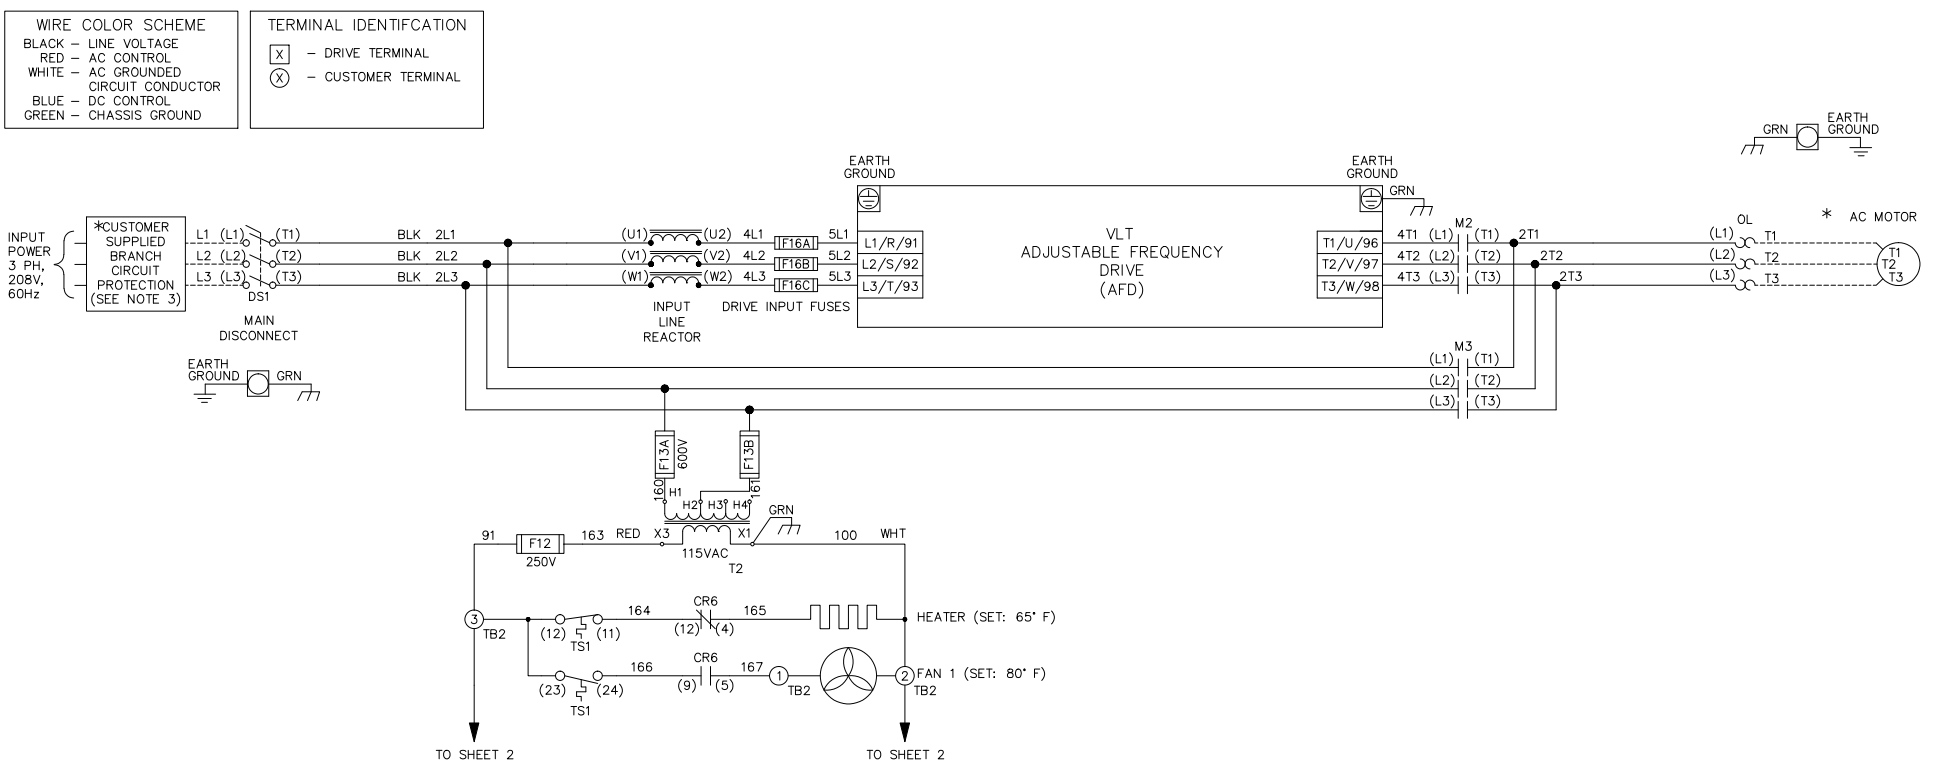 WIRE COLOR SCHEME
BLACK – LINE VOLTAGE
RED – AC CONTROL
WHITE – AC GROUNDED
CIRCUIT CONDUCTOR
BLUE – DC CONTROL
GREEN – CHASSIS GROUND
TERMINAL IDENTIFCATION
X – DRIVE TERMINAL
X – CUSTOMER TERMINAL
INPUT
POWER
3 PH,
208V,
60Hz
*CUSTOMER
SUPPLIED
BRANCH
CIRCUIT
PROTECTION
(SEE NOTE 3)
L1 (L1) (T1)
L2 (L2) (T2)
L3 (L3) (T3)
DS1
MAIN
DISCONNECT
EARTH
GROUND
GRN
BLK 2L1
BLK 2L2
BLK 2L3
(U1) (U2) 4L1 F16A 5L1
(V1) (V2) 4L2 F16B 5L2
(W1) (W2) 4L3 F16C 5L3
INPUT
LINE
REACTOR
DRIVE INPUT FUSES
EARTH
GROUND
L1/R/91
L2/S/92
L3/T/93
VLT
ADJUSTABLE FREQUENCY
DRIVE
(AFD)
EARTH
GROUND
GRN
T1/U/96
T2/V/97
T3/W/98
M2
4T1 (L1) (T1) 2T1
4T2 (L2) (T2) 2T2
4T3 (L3) (T3) 2T3
M3
(L1) (T1)
(L2) (T2)
(L3) (T3)
GRN
EARTH
GROUND
OL
* AC MOTOR
(L1) T1
(L2) T2
(L3) T3
T1
T2
T3
F13A
600V
F13B
160
161
H1
H2 H3 H4
GRN
91
F12
250V
163 RED X3
X1
115VAC
T2
100 WHT
3
TB2
(12) (11)
TS1
164
CR6
(12) (4)
165
HEATER (SET: 65° F)
(23) (24)
TS1
166
CR6
(9) (5)
167
1
TB2
2
TB2
FAN 1 (SET: 80° F)
TO SHEET 2
TO SHEET 2